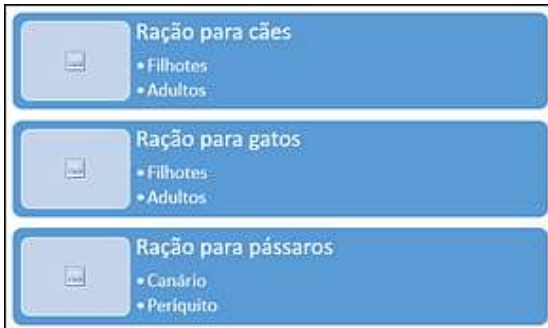 Ração para cães
• Filhotes
• Adultos
Ração para gatos
• Filhotes
• Adultos
Ração para pássaros
• Canário
• Periquito